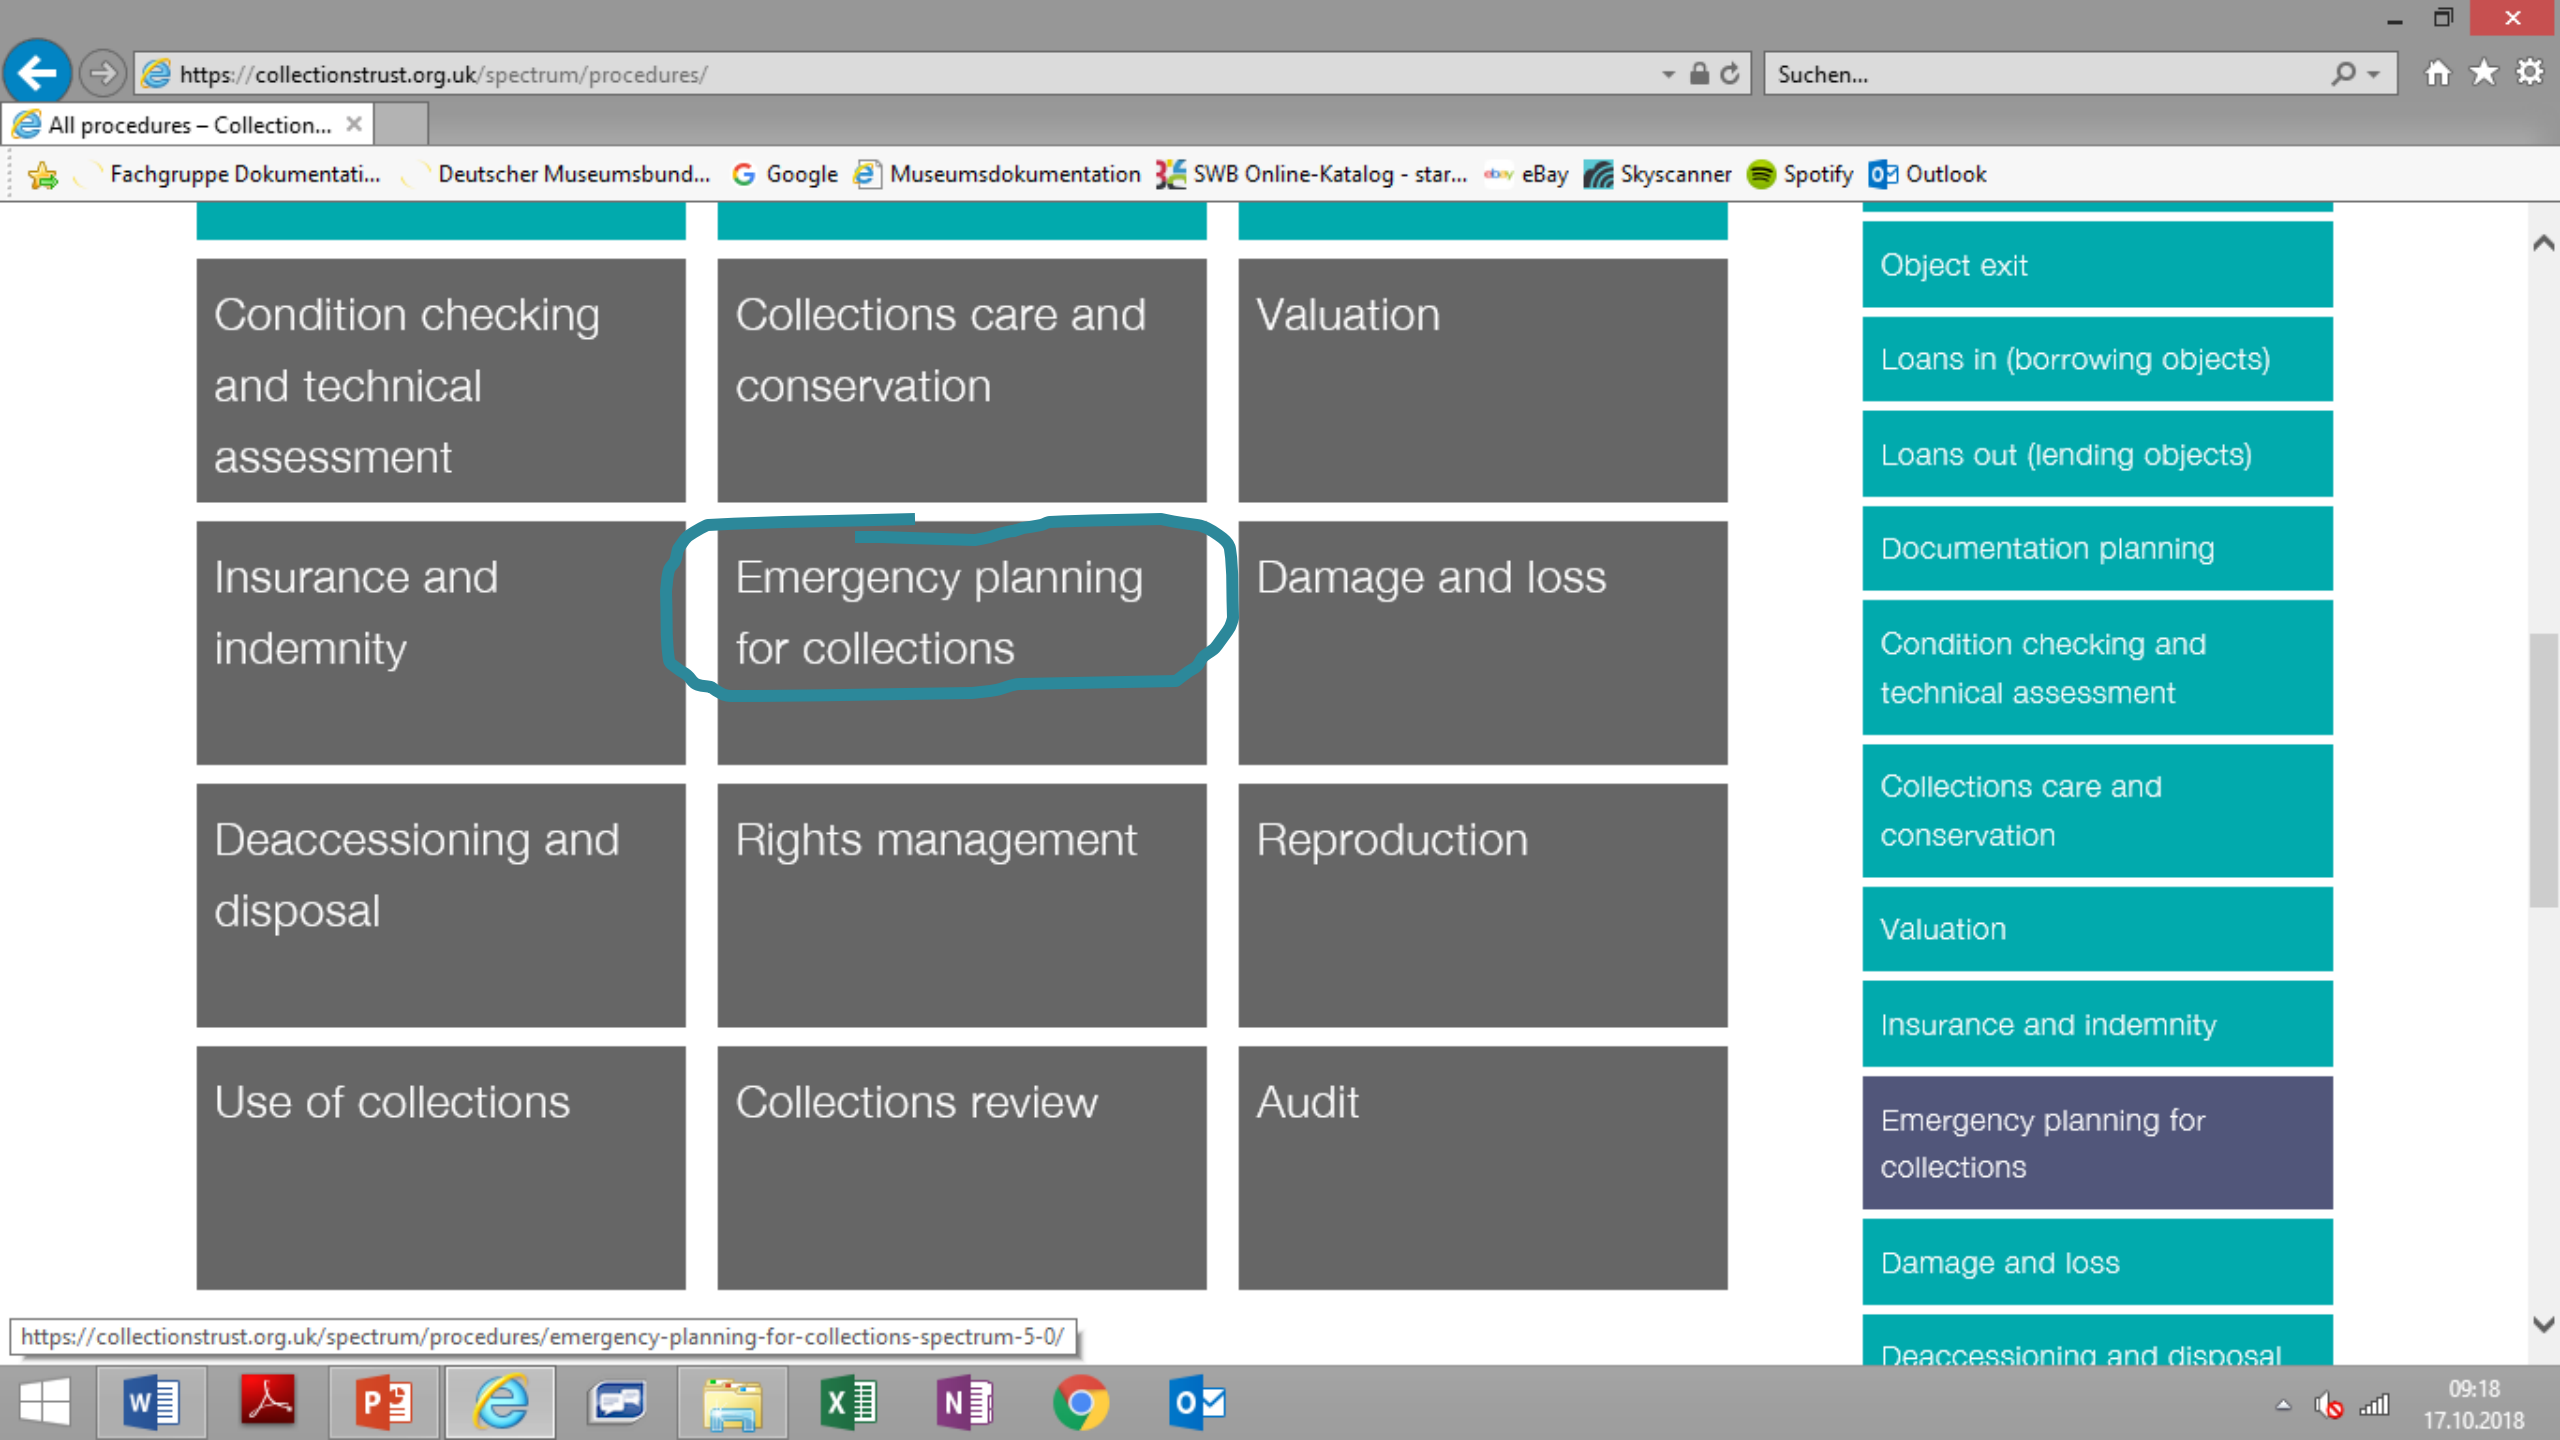 https://collectionstrust.org.uk/spectrum/procedures/
Suchen...
All procedures – Collection...
Fachgruppe Dokumentati...
Deutscher Museumsbund...
Google
Museumsdokumentation
SWB Online-Katalog - star...
eBay
Skyscanner
Spotify
Outlook
Condition checking
and technical
assessment
Collections care and
conservation
Valuation
Insurance and
indemnity
Emergency planning
for collections
Damage and loss
Deaccessioning and
disposal
Rights management
Reproduction
Use of collections
Collections review
Audit
Object exit
Loans in (borrowing objects)
Loans out (lending objects)
Documentation planning
Condition checking and
technical assessment
Collections care and
conservation
Valuation
Insurance and indemnity
Emergency planning for
collections
Damage and loss
Deaccessioning and disposal
https://collectionstrust.org.uk/spectrum/procedures/emergency-planning-for-collections-spectrum-5-0/
09:18
17.10.2018